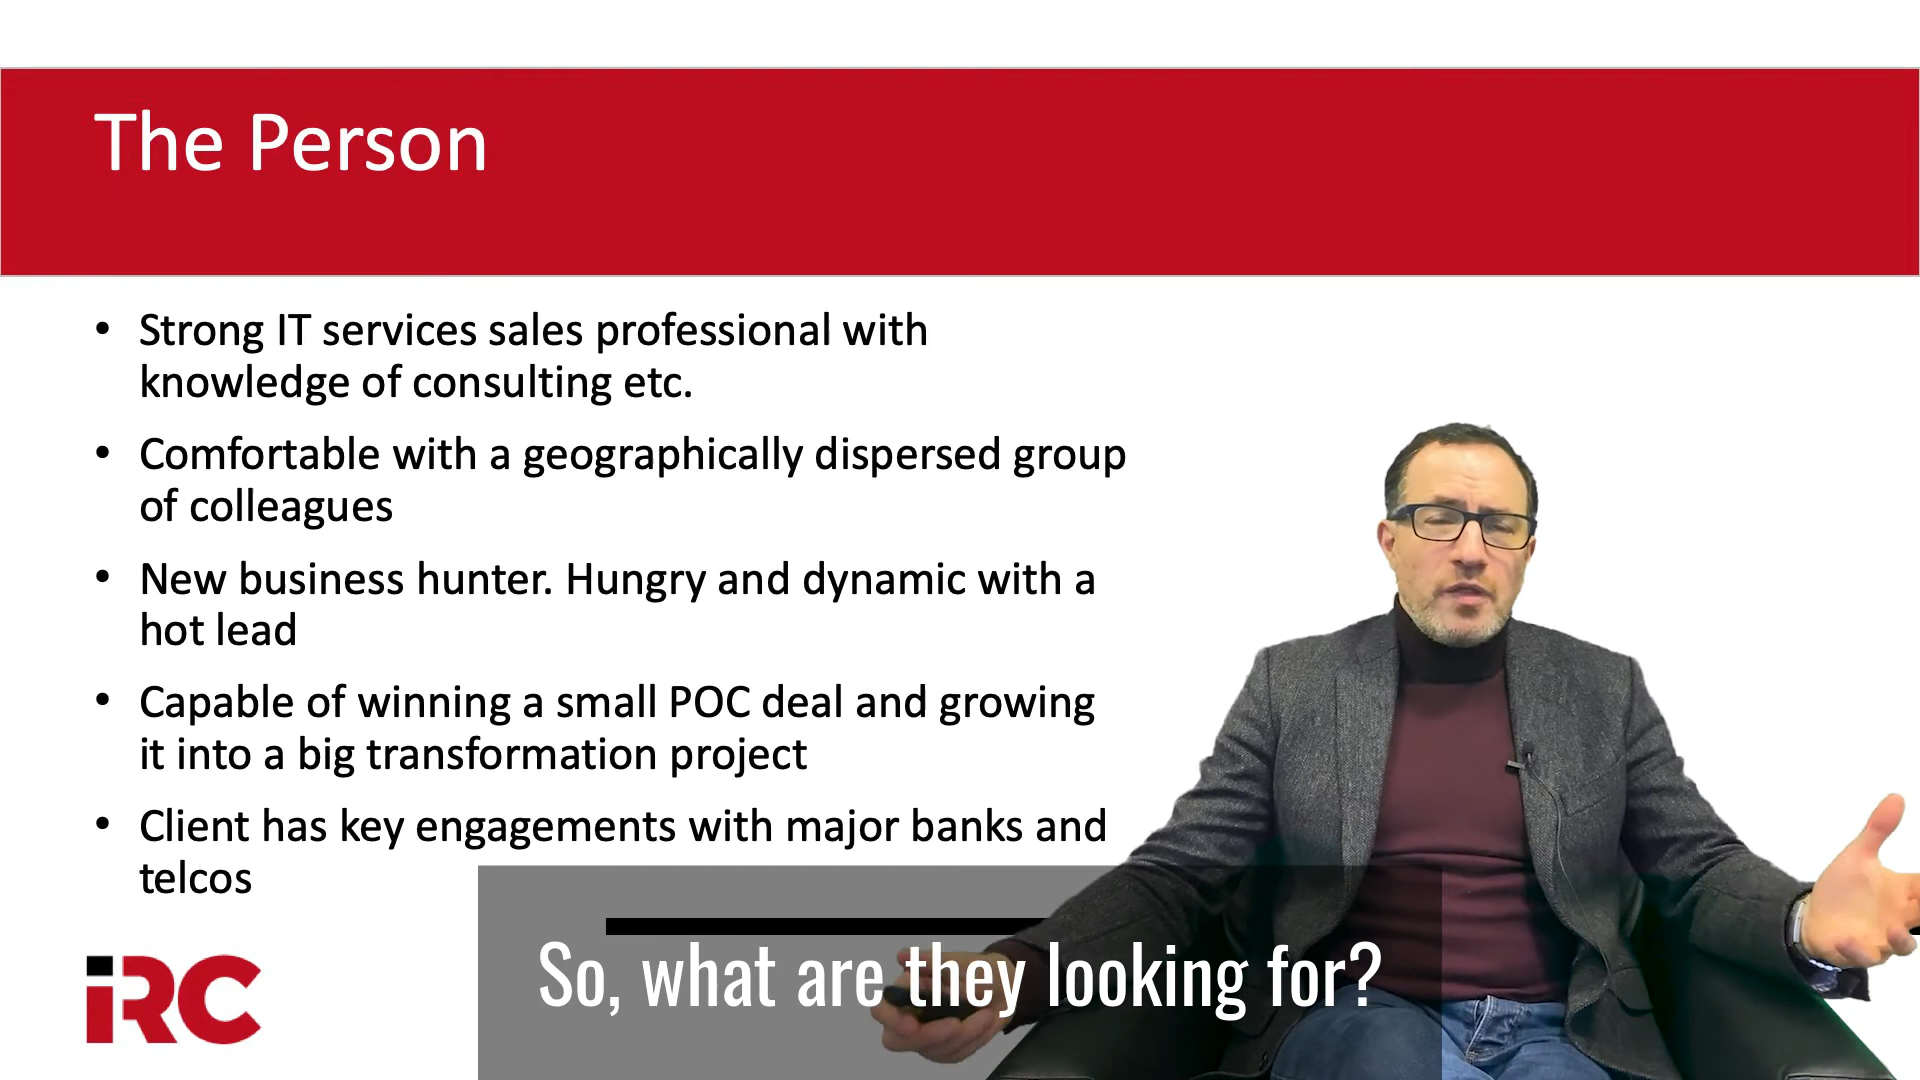 The Person
• Strong IT services sales professional with
knowledge of consulting etc.
• Comfortable with a geographically dispersed group
of colleagues
• New business hunter. Hungry and dynamic with a
hot lead
• Capable of winning a small POC deal and growing
it into a big transformation project
• Client has key engagements with major banks and
telcos
iRC
So, what are they looking for?